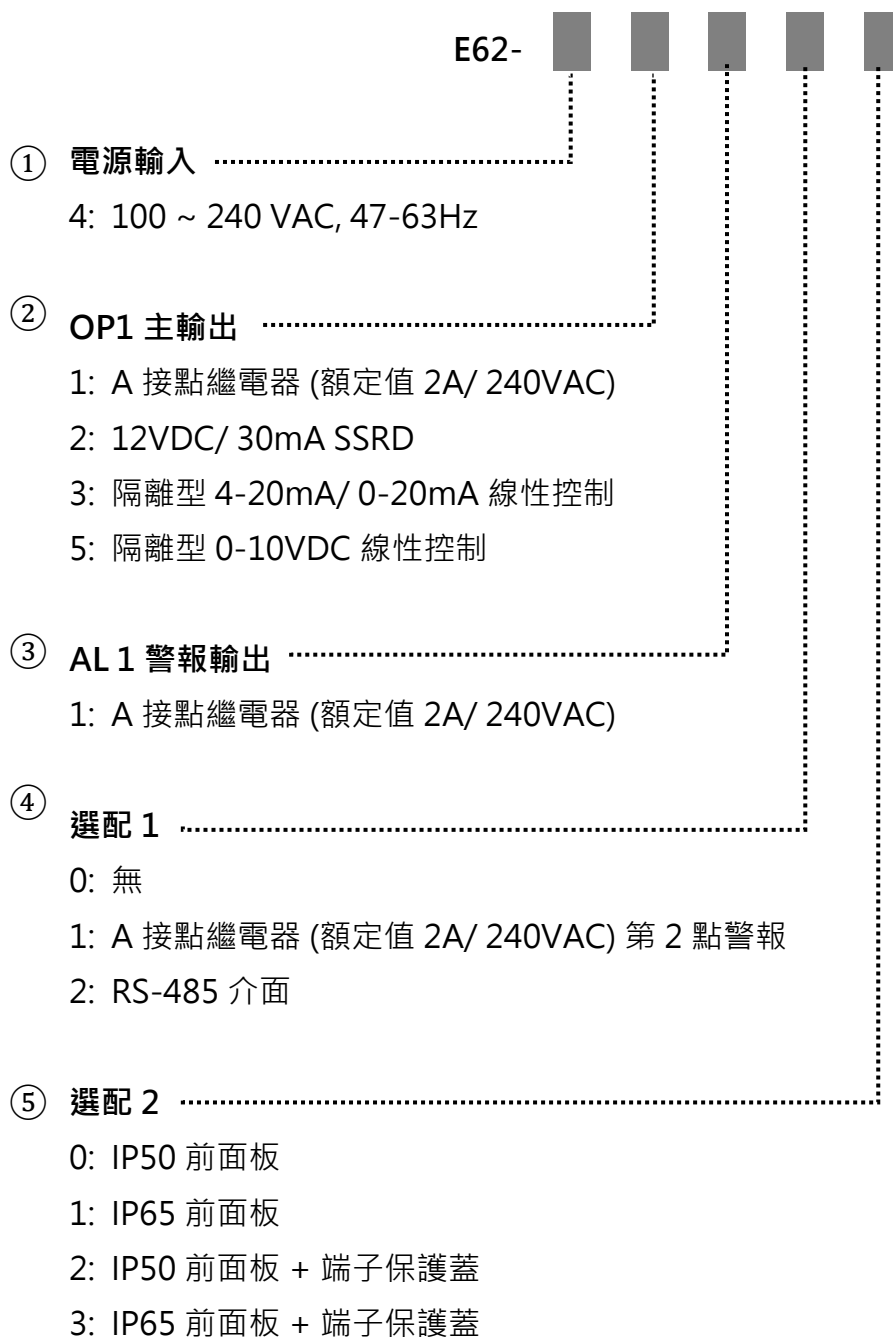 E62-
① 電源輸入
4: 100 ~ 240 VAC, 47-63Hz
② OP1 主輸出
1: A 接點繼電器 (額定值 2A/ 240VAC)
2: 12VDC/ 30mA SSRD
3: 隔離型 4-20mA/ 0-20mA 線性控制
5: 隔離型 0-10VDC 線性控制
③ AL 1 警報輸出
1: A 接點繼電器 (額定值 2A/ 240VAC)
④ 選配 1
0: 無
1: A 接點繼電器 (額定值 2A/ 240VAC) 第 2 點警報
2: RS-485 介面
⑤ 選配 2
0: IP50 前面板
1: IP65 前面板
2: IP50 前面板 + 端子保護蓋
3: IP65 前面板 + 端子保護蓋